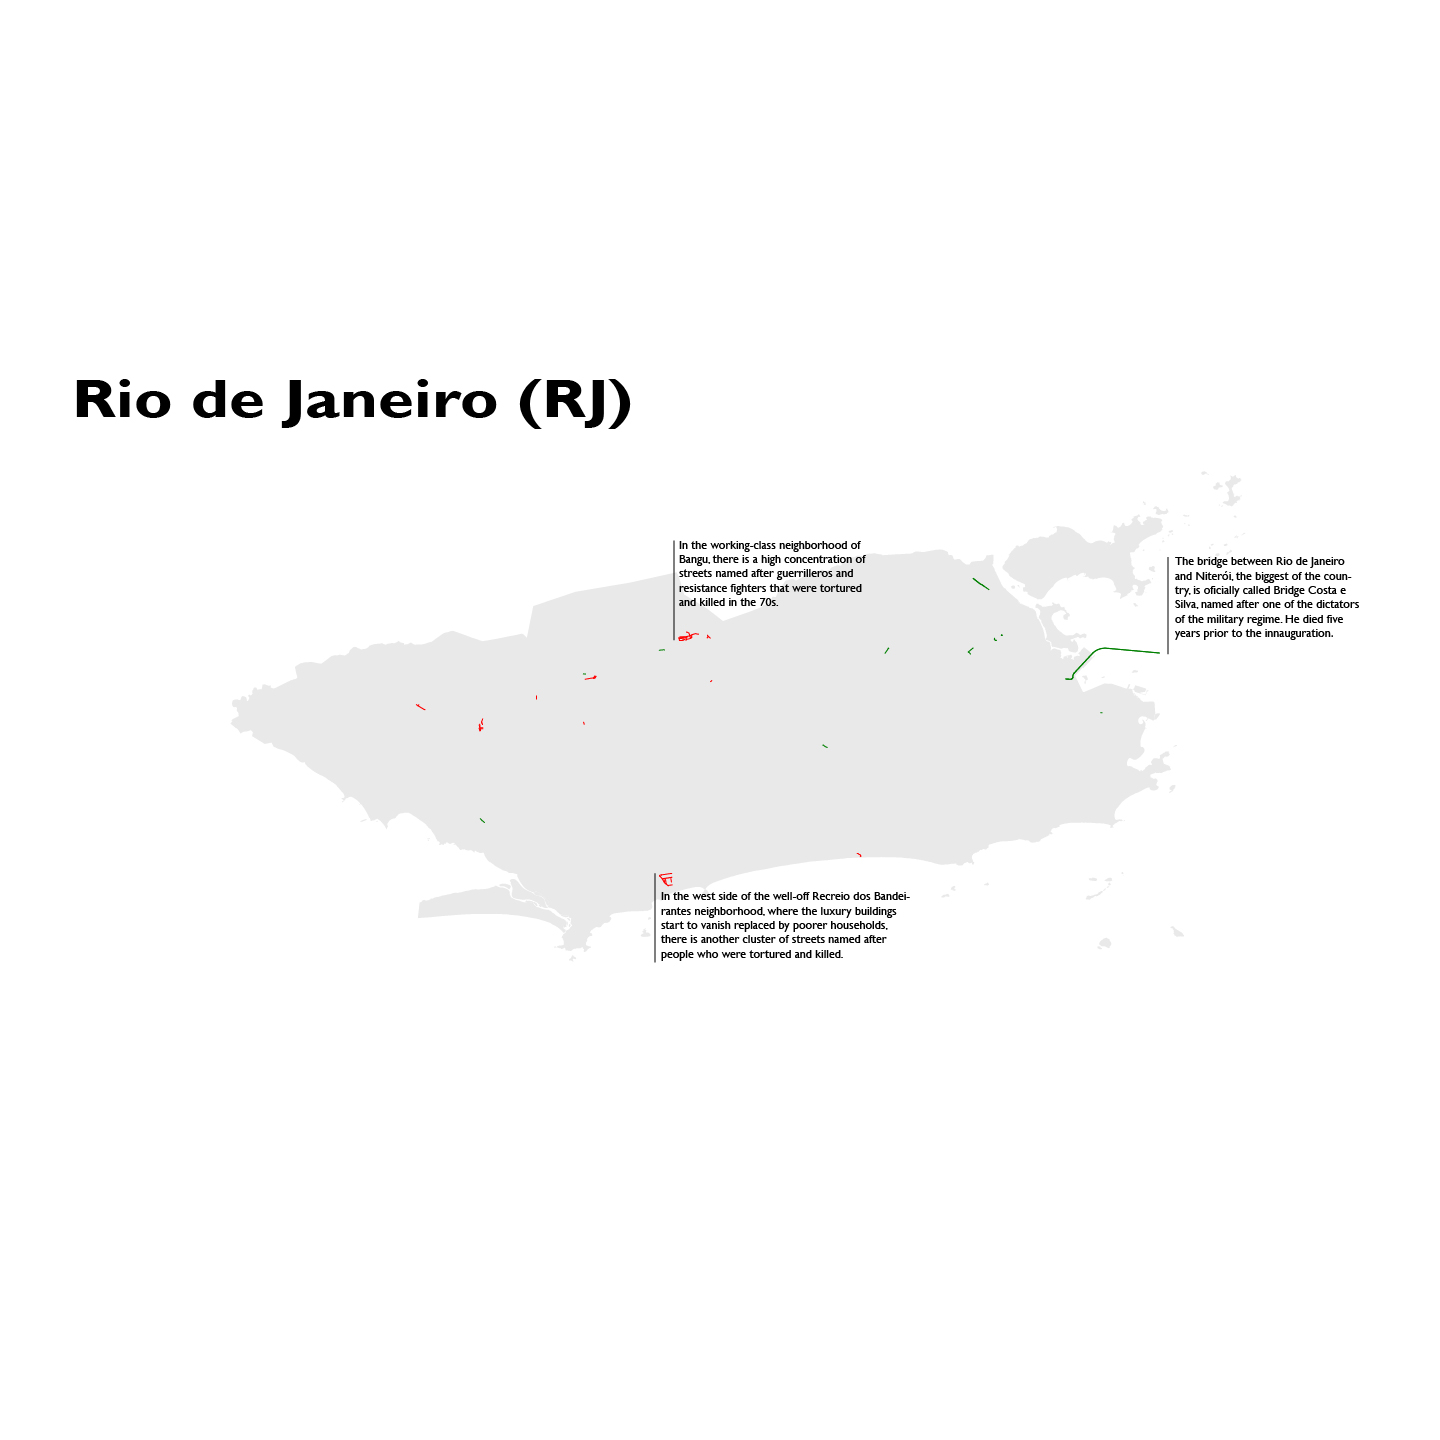 Rio de Janeiro (RJ)
In the working-class neighborhood of
Bangu, there is a high concentration of
streets named after guerrilleros and
resistance fighters that were tortured
and killed in the 70s.
The bridge between Rio de Janeiro
and Niterói, the biggest of the coun-
try, is oficially called Bridge Costa e
Silva, named after one of the dictators
of the military regime. He died five
years prior to the innauguration.
In the west side of the well-off Recreio dos Bandei-
rantes neighborhood, where the luxury buildings
start to vanish replaced by poorer households,
there is another cluster of streets named after
people who were tortured and killed.